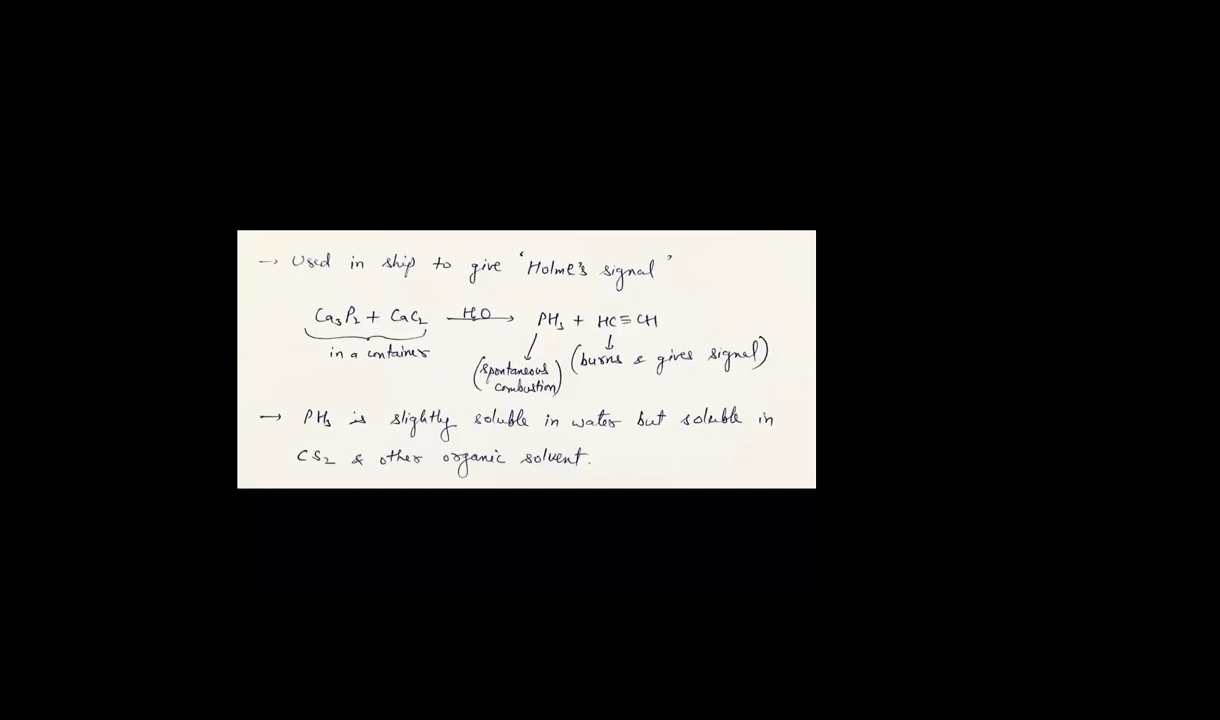 → Used in ship to give 'Holme's signal'
Ca₃P₂ + CaC₂ —H₂O→ PH₃ + HC≡CH
in a container
(spontaneous combustion) (burns & gives signal)
→ PH₃ is slightly soluble in water but soluble in
CS₂ & other organic solvent.